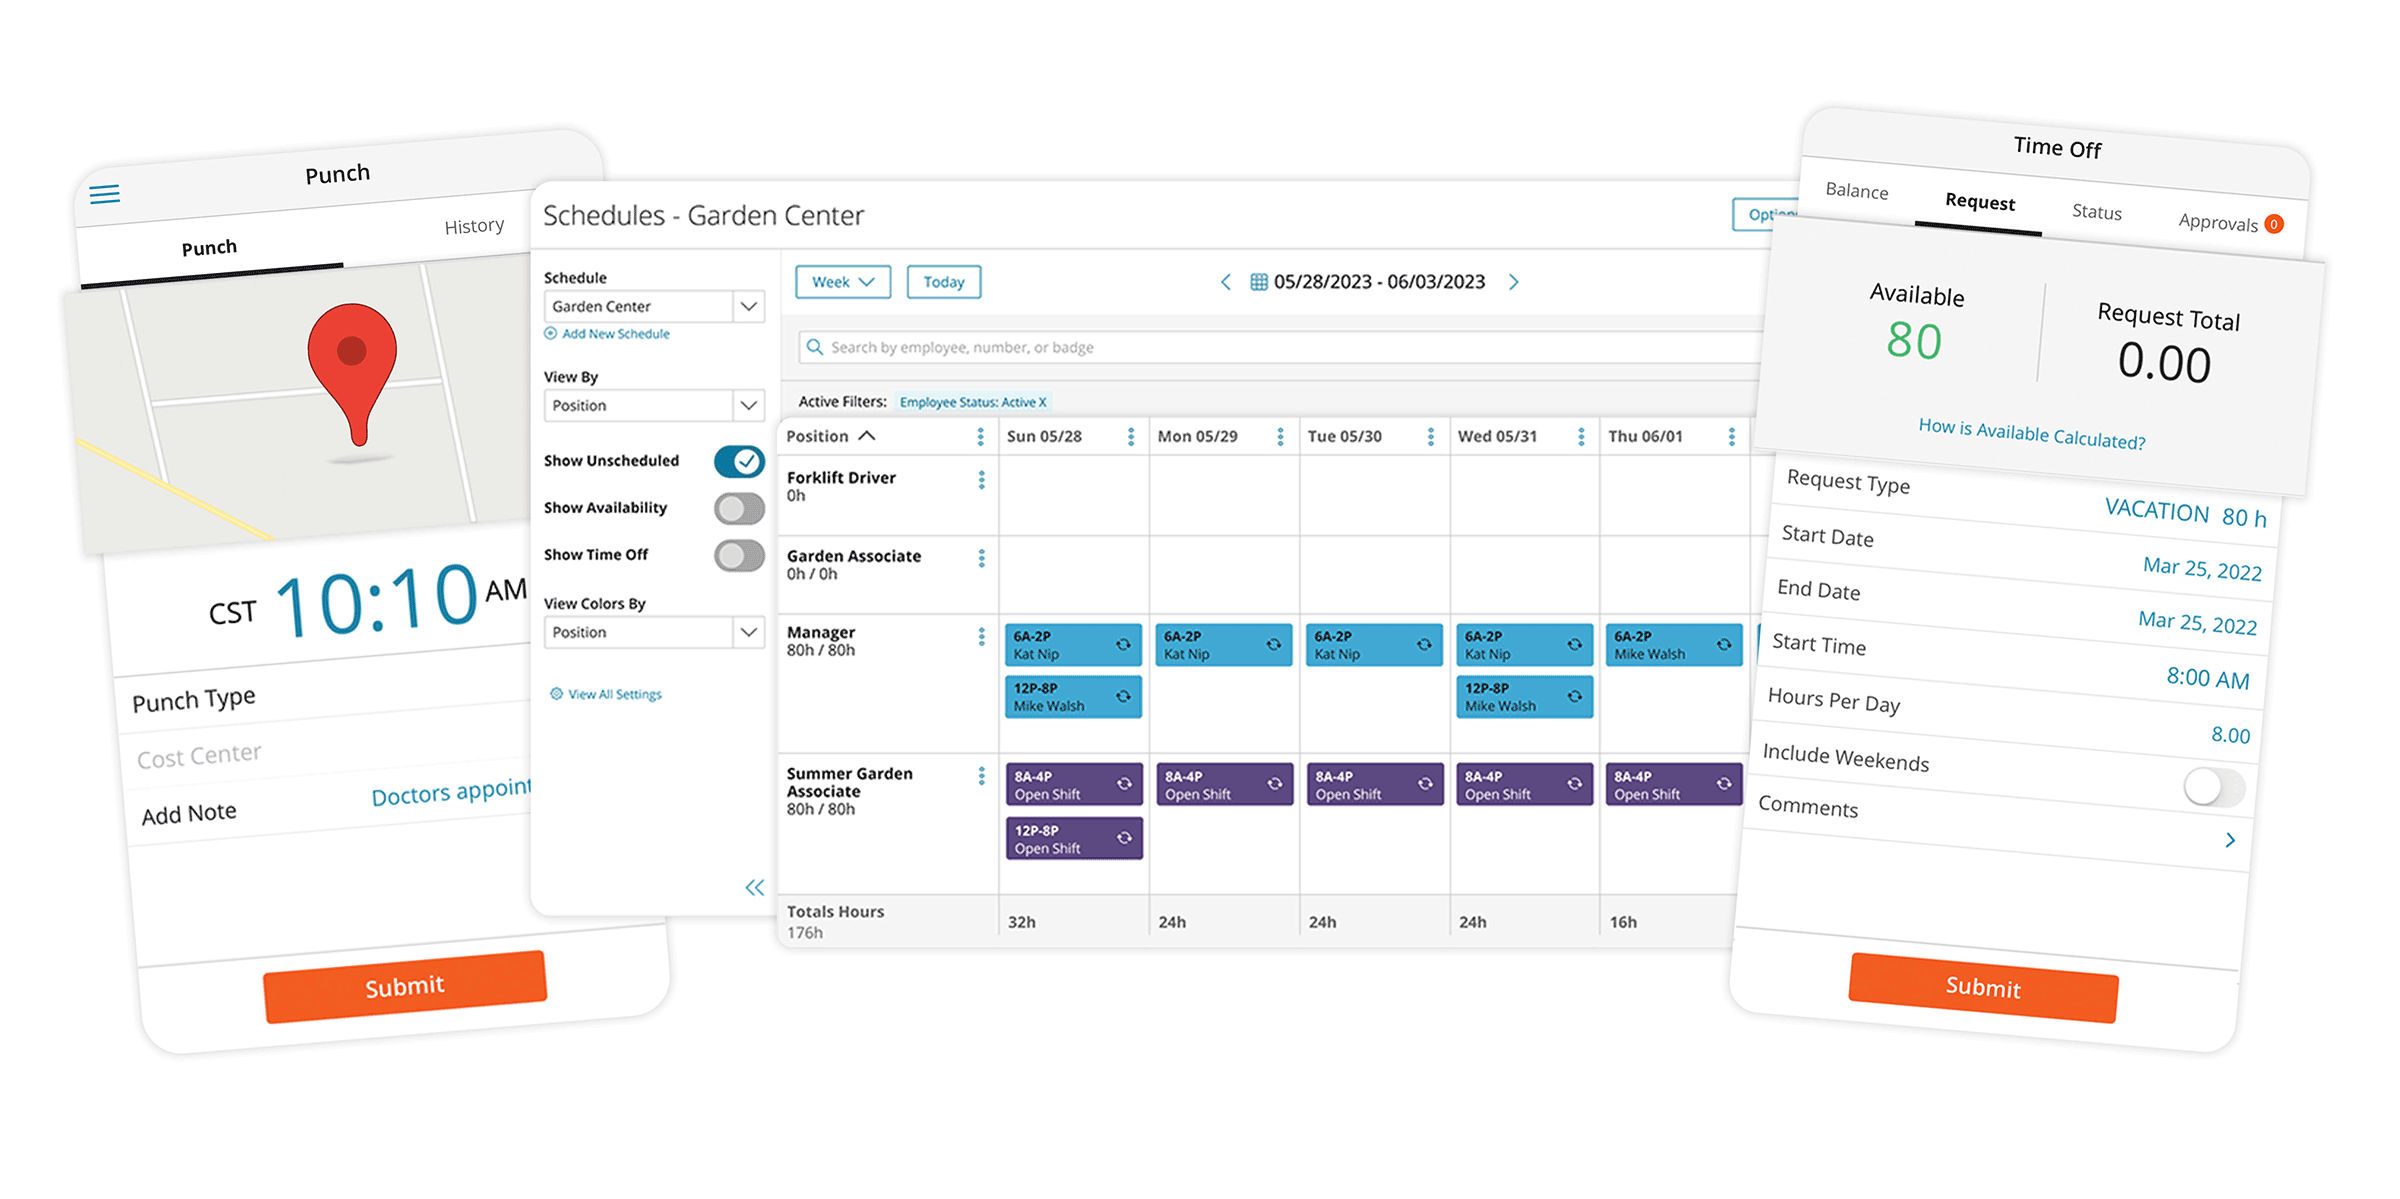 Punch
Punch
History
CST 10:10 AM
Punch Type
Cost Center
Add Note
Doctors appoint
Submit
Schedules - Garden Center
Schedule
Garden Center
Add New Schedule
View By
Position
Show Unscheduled
Show Availability
Show Time Off
View Colors By
Position
View All Settings
Week
Today
05/28/2023 - 06/03/2023
Search by employee, number, or badge
Active Filters: Employee Status: Active X
Position
Sun 05/28
Mon 05/29
Tue 05/30
Wed 05/31
Thu 06/01
Forklift Driver
0h
Garden Associate
0h / 0h
Manager
80h / 80h
6A-2P
Kat Nip
12P-8P
Mike Walsh
6A-2P
Kat Nip
6A-2P
Kat Nip
6A-2P
Kat Nip
12P-8P
Mike Walsh
6A-2P
Mike Walsh
Summer Garden
Associate
80h / 80h
8A-4P
Open Shift
12P-8P
Open Shift
8A-4P
Open Shift
8A-4P
Open Shift
8A-4P
Open Shift
8A-4P
Open Shift
Totals Hours
176h
32h
24h
24h
24h
16h
Time Off
Balance
Request
Status
Approvals 0
Available
80
Request Total
0.00
How is Available Calculated?
Request Type
VACATION 80 h
Start Date
Mar 25, 2022
End Date
Mar 25, 2022
Start Time
8:00 AM
Hours Per Day
8.00
Include Weekends
Comments
Submit